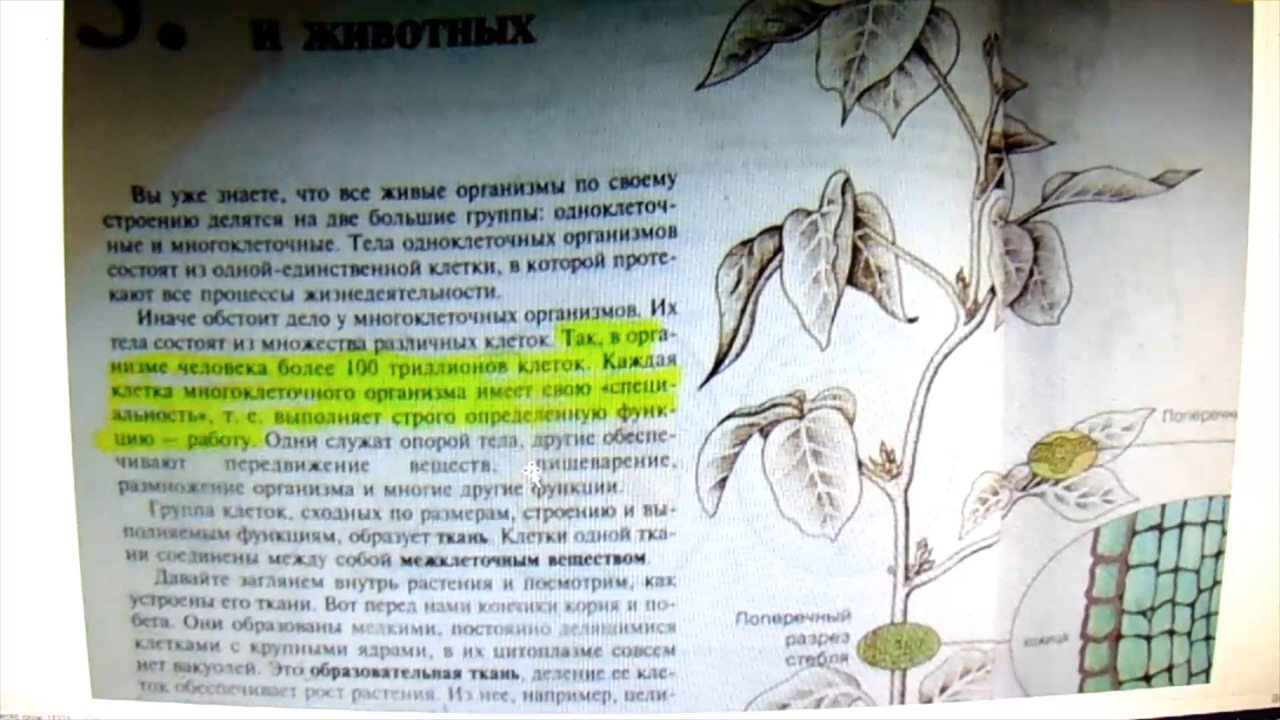 и животных
Вы уже знаете, что все живые организмы по своему
строению делятся на две большие группы: одноклеточ-
ные и многоклеточные. Тела одноклеточных организмов
состоят из одной-единственной клетки, в которой проте-
кают все процессы жизнедеятельности.
Иначе обстоит дело у многоклеточных организмов. Их
тела состоят из множества различных клеток. Так, в орга-
низме человека более 100 триллионов клеток. Каждая
клетка многоклеточного организма имеет свою «специ-
альность», т. е. выполняет строго определенную функ-
цию — работу. Одни служат опорой тела, другие обеспе-
чивают передвижение веществ, пищеварение,
размножение организма и многие другие функции.
Группа клеток, сходных по размерам, строению и вы-
полняемым функциям, образует ткань. Клетки одной тка-
ни соединены между собой межклеточным веществом.
Давайте заглянем внутрь растения и посмотрим, как
устроены его ткани. Вот перед нами кончики корня и по-
бега. Они образованы мелкими, постоянно делящимися
клетками с крупными ядрами, в их цитоплазме совсем
нет вакуолей. Это образовательная ткань, деление ее кле-
ток обеспечивает рост растения. Из нее, например, цели-
Поперечн
кожица
Поперечный
разрез
стебля